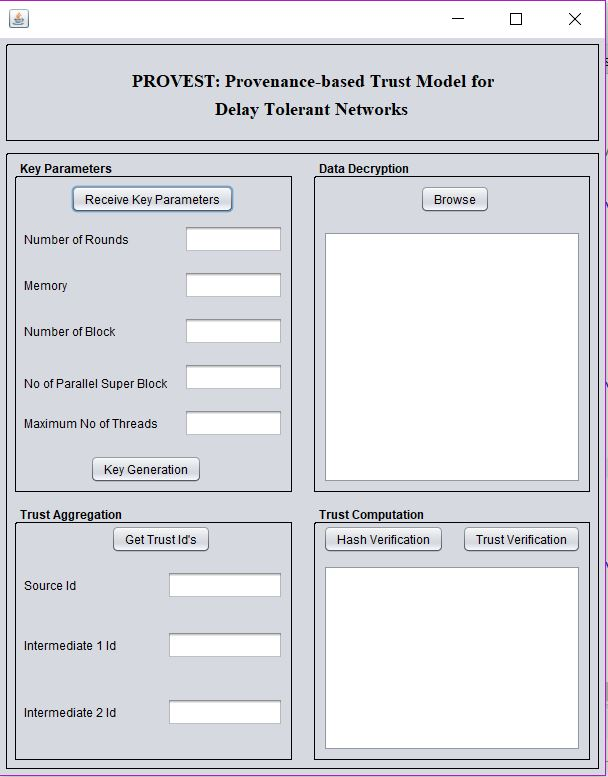 PROVEST: Provenance-based Trust Model for
Delay Tolerant Networks
Key Parameters
Receive Key Parameters
Number of Rounds
Memory
Number of Block
No of Parallel Super Block
Maximum No of Threads
Key Generation
Data Decryption
Browse
Trust Aggregation
Get Trust Id's
Source Id
Intermediate 1 Id
Intermediate 2 Id
Trust Computation
Hash Verification
Trust Verification